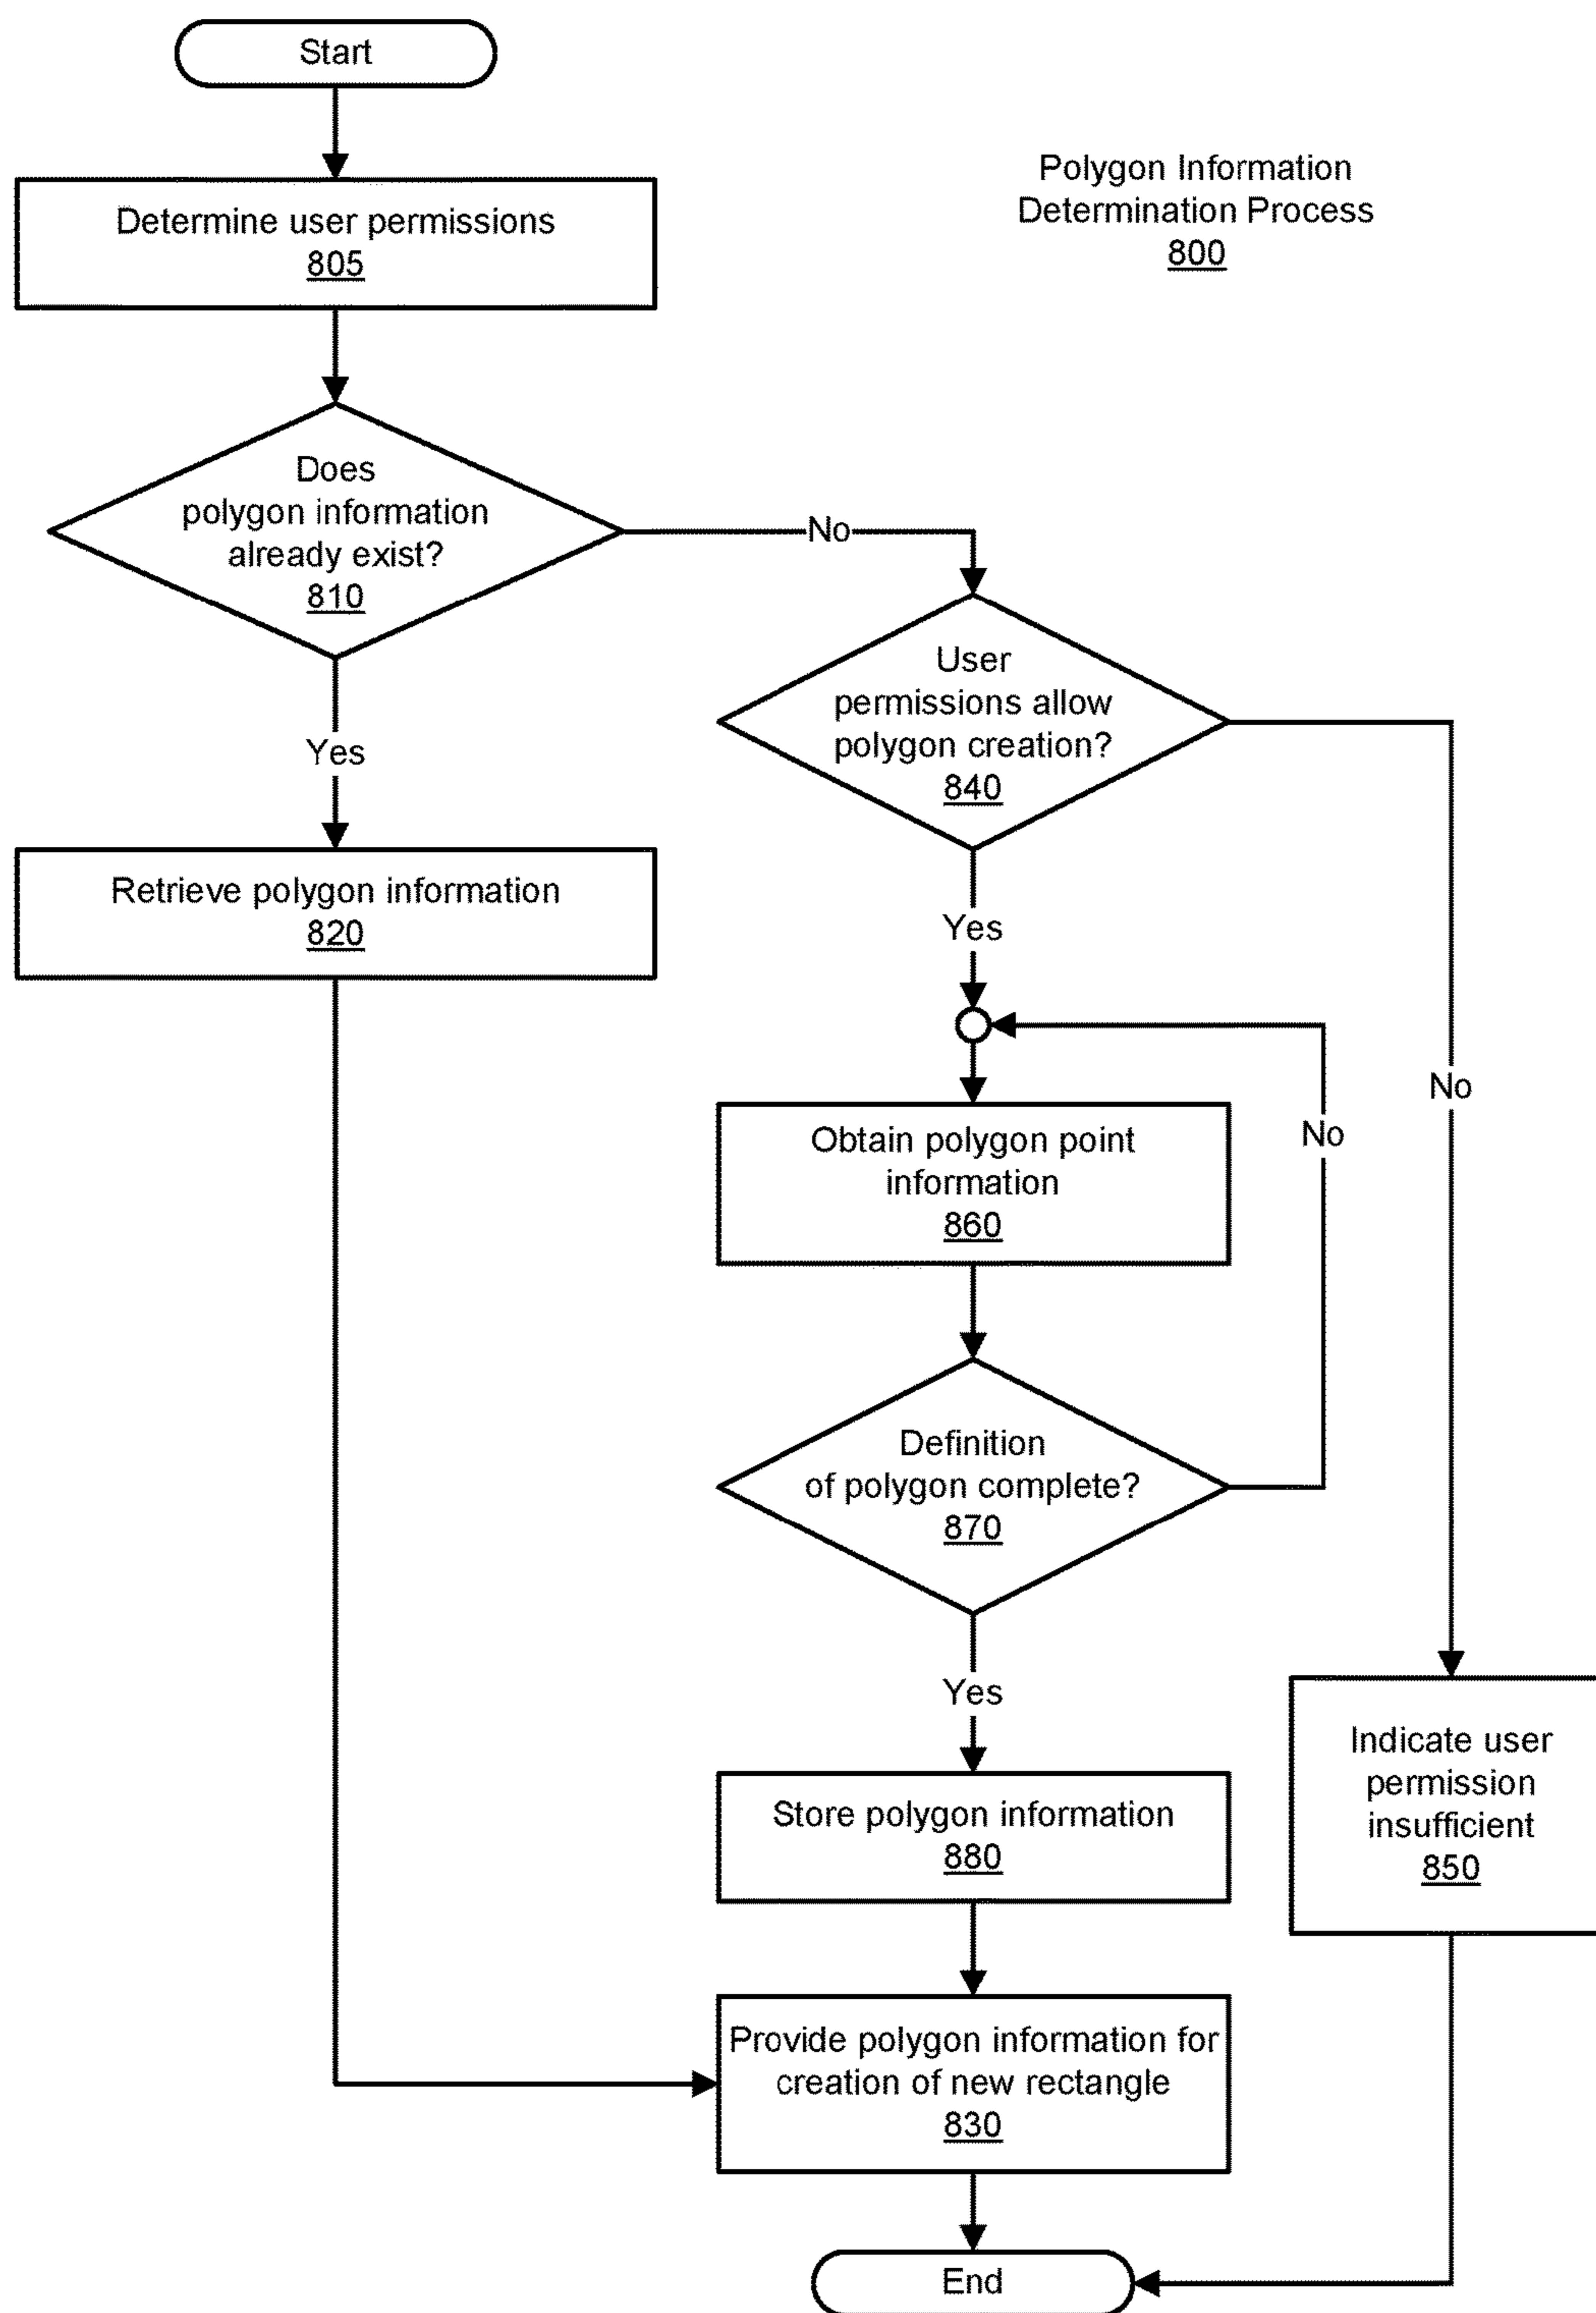 Start
Polygon Information
Determination Process
800
Determine user permissions
805
Does
polygon information
already exist?
810
No
User
permissions allow
polygon creation?
840
Yes
Retrieve polygon information
820
Yes
No
Obtain polygon point
information
860
No
Definition
of polygon complete?
870
Yes
Indicate user
permission
insufficient
850
Store polygon information
880
Provide polygon information for
creation of new rectangle
830
End